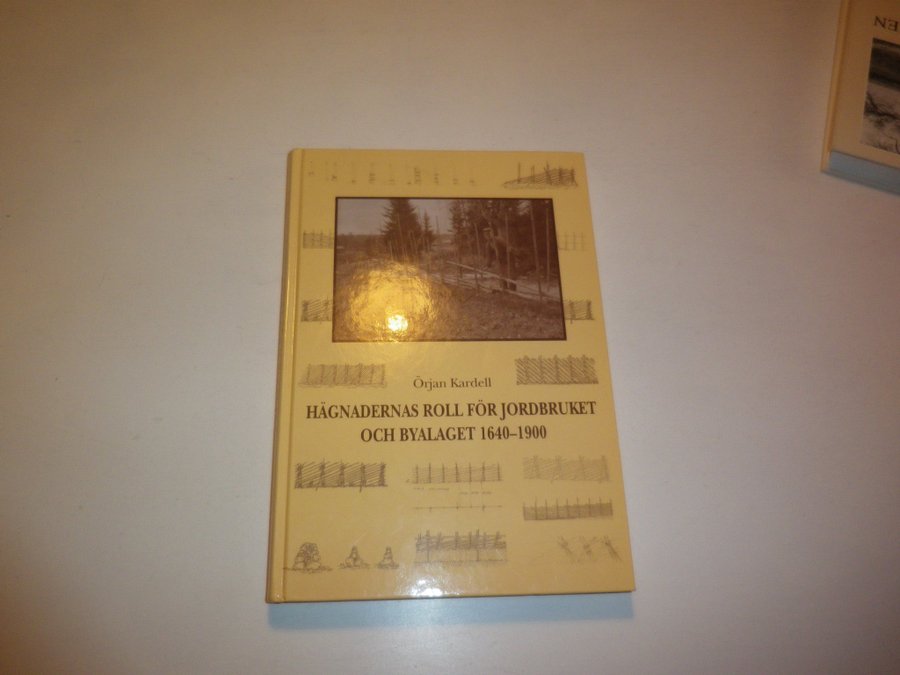 Örjan Kardell
HÄGNADERNAS ROLL FÖR JORDBRUKET
OCH BYALAGET 1640–1900